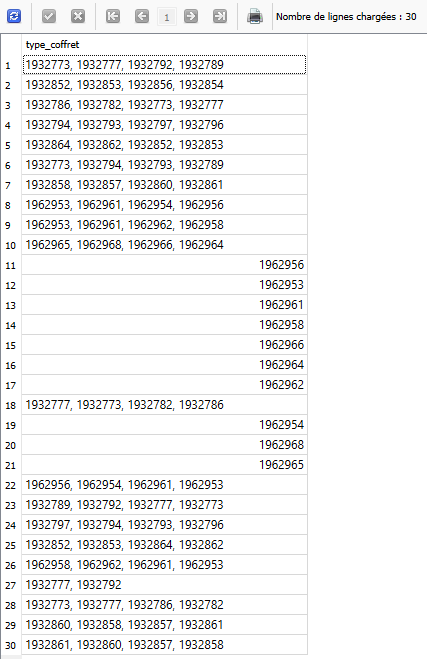 1
Nombre de lignes chargées : 30
type_coffret
1 1932773, 1932777, 1932792, 1932789
2 1932852, 1932853, 1932856, 1932854
3 1932786, 1932782, 1932773, 1932777
4 1932794, 1932793, 1932797, 1932796
5 1932864, 1932862, 1932852, 1932853
6 1932773, 1932794, 1932793, 1932789
7 1932858, 1932857, 1932860, 1932861
8 1962953, 1962961, 1962954, 1962956
9 1962953, 1962961, 1962962, 1962958
10 1962965, 1962968, 1962966, 1962964
11 1962956
12 1962953
13 1962961
14 1962958
15 1962966
16 1962964
17 1962962
18 1932777, 1932773, 1932782, 1932786
19 1962954
20 1962968
21 1962965
22 1962956, 1962954, 1962961, 1962953
23 1932789, 1932792, 1932777, 1932773
24 1932797, 1932794, 1932793, 1932796
25 1932852, 1932853, 1932864, 1932862
26 1962958, 1962962, 1962961, 1962953
27 1932777, 1932792
28 1932773, 1932777, 1932786, 1932782
29 1932860, 1932858, 1932857, 1932861
30 1932861, 1932860, 1932857, 1932858